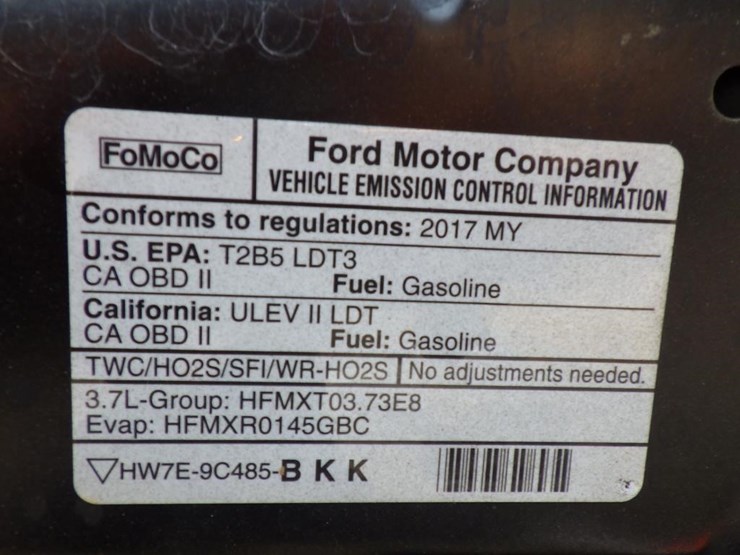 FoMoCo
Ford Motor Company
VEHICLE EMISSION CONTROL INFORMATION
Conforms to regulations: 2017 MY
U.S. EPA: T2B5 LDT3
CA OBD II Fuel: Gasoline
California: ULEV II LDT
CA OBD II Fuel: Gasoline
TWC/HO2S/SFI/WR-HO2S No adjustments needed.
3.7L-Group: HFMXT03.73E8
Evap: HFMXR0145GBC
HW7E-9C485-B K K